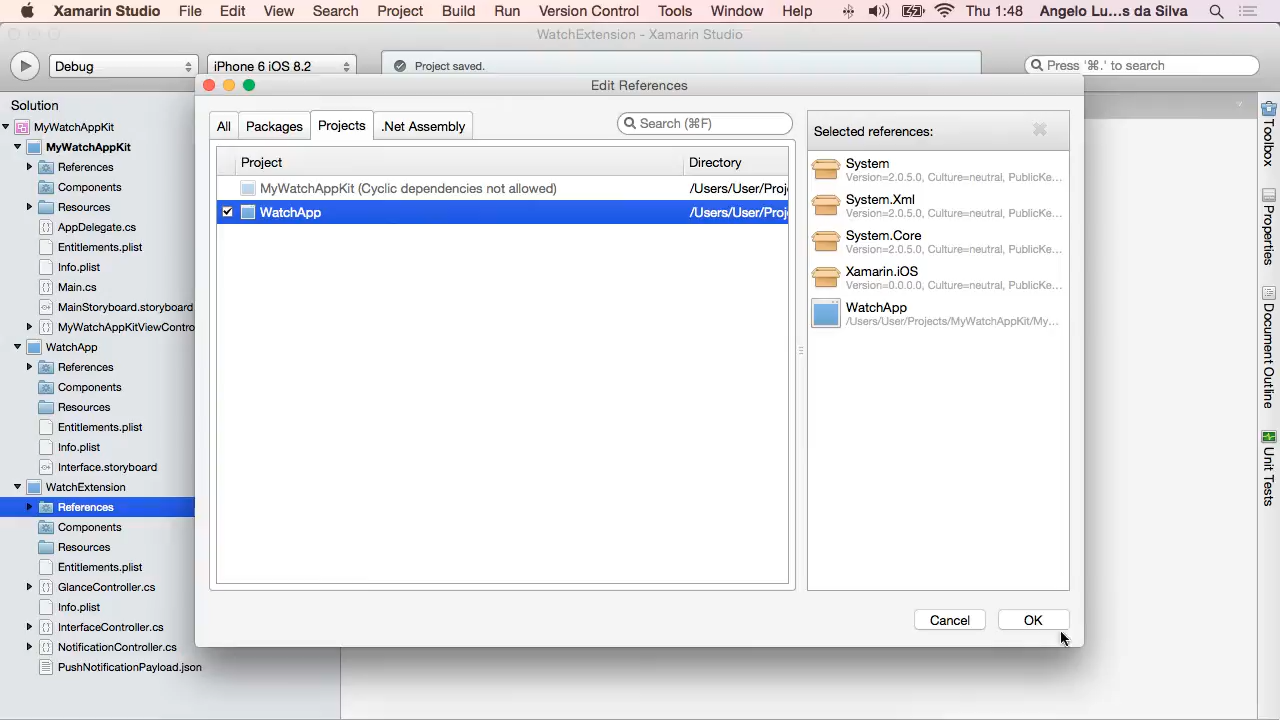 Xamarin Studio File Edit View Search Project Build Run Version Control Tools Window Help Thu 1:48 Angelo Lu...s da Silva
WatchExtension - Xamarin Studio
Debug iPhone 6 iOS 8.2 Project saved. Press '⌘.' to search
Solution
MyWatchAppKit
MyWatchAppKit
References
Components
Resources
AppDelegate.cs
Entitlements.plist
Info.plist
Main.cs
MainStoryboard.storyboard
MyWatchAppKitViewContro
WatchApp
References
Components
Resources
Entitlements.plist
Info.plist
Interface.storyboard
WatchExtension
References
Components
Resources
Entitlements.plist
GlanceController.cs
Info.plist
InterfaceController.cs
NotificationController.cs
PushNotificationPayload.json
Edit References
All Packages Projects .Net Assembly Search (⌘F)
Project Directory
MyWatchAppKit (Cyclic dependencies not allowed) /Users/User/Proj
WatchApp /Users/User/Proj
Selected references:
System
Version=2.0.5.0, Culture=neutral, PublicKe...
System.Xml
Version=2.0.5.0, Culture=neutral, PublicKe...
System.Core
Version=2.0.5.0, Culture=neutral, PublicKe...
Xamarin.iOS
Version=0.0.0.0, Culture=neutral, PublicKe...
WatchApp
/Users/User/Projects/MyWatchAppKit/My...
Cancel OK
Toolbox
Properties
Document Outline
Unit Tests